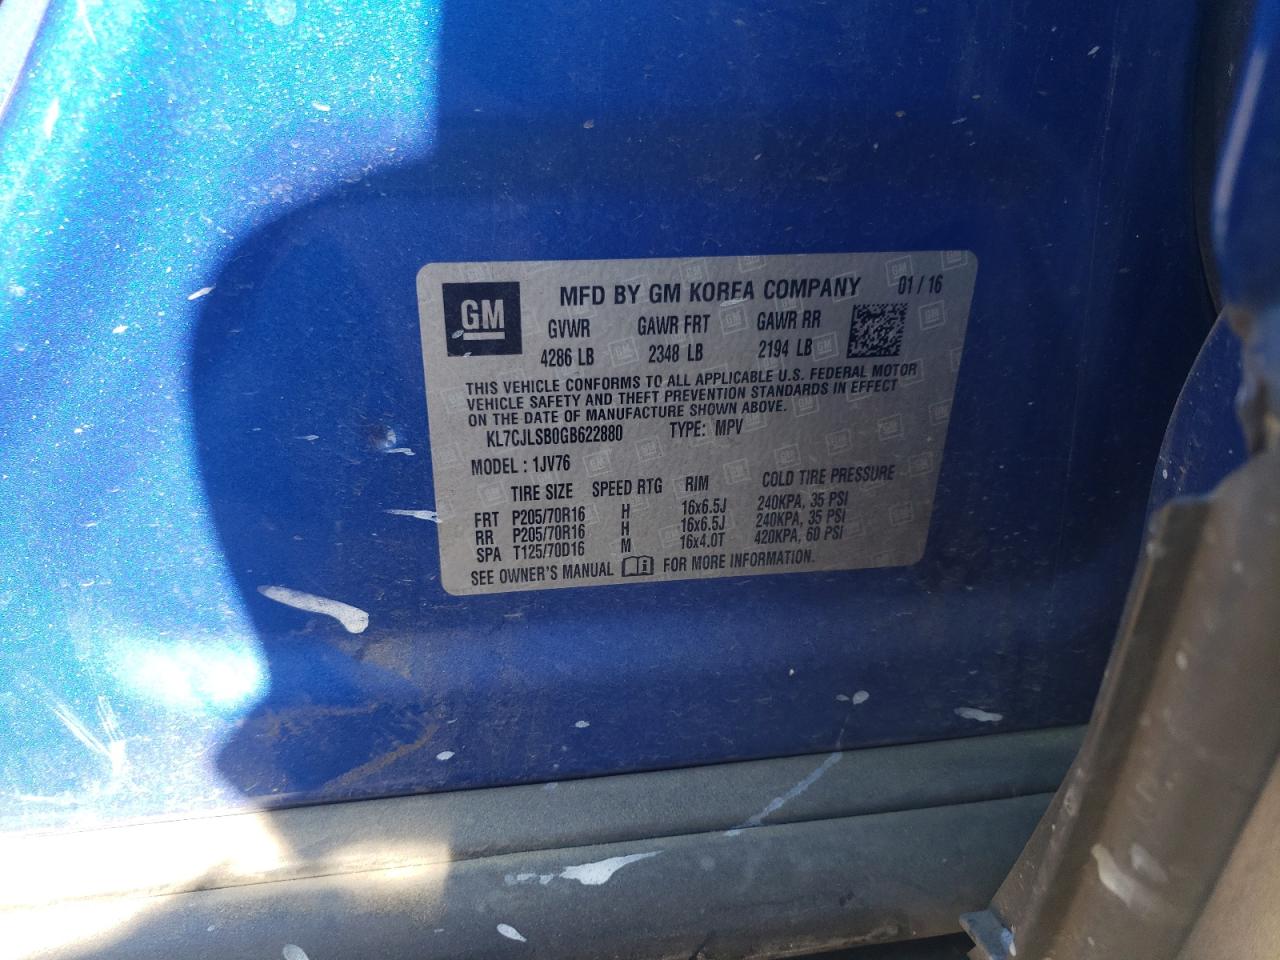 GM
MFD BY GM KOREA COMPANY 01 / 16
GVWR GAWR FRT GAWR RR
4286 LB 2348 LB 2194 LB
THIS VEHICLE CONFORMS TO ALL APPLICABLE U.S. FEDERAL MOTOR
VEHICLE SAFETY AND THEFT PREVENTION STANDARDS IN EFFECT
ON THE DATE OF MANUFACTURE SHOWN ABOVE.
KL7CJLSB0GB622880 TYPE: MPV
MODEL : 1JV76
TIRE SIZE SPEED RTG RIM COLD TIRE PRESSURE
FRT P205/70R16 H 16x6.5J 240KPA, 35 PSI
RR P205/70R16 H 16x6.5J 240KPA, 35 PSI
SPA T125/70D16 M 16x4.0T 420KPA, 60 PSI
SEE OWNER'S MANUAL FOR MORE INFORMATION.